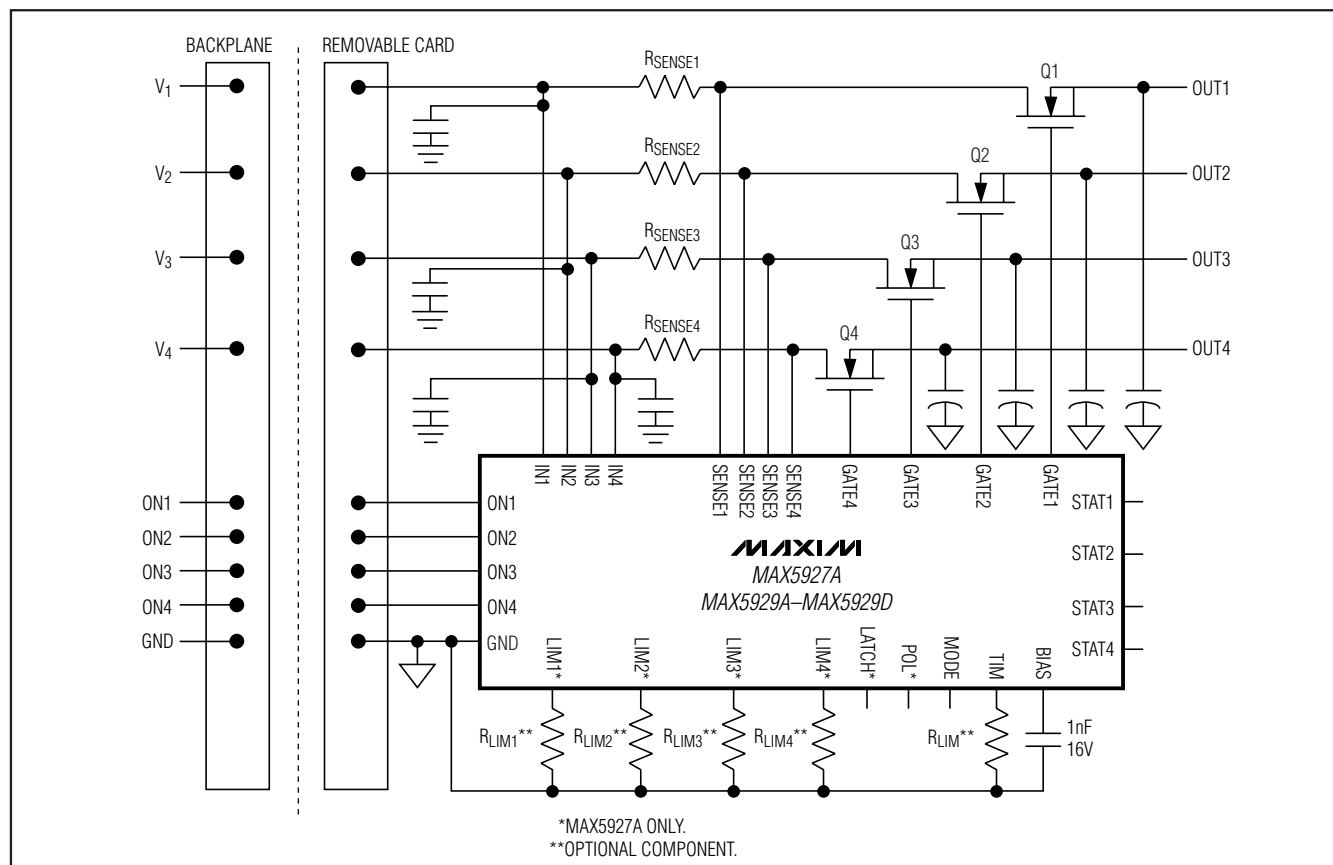 BACKPLANE
REMOVABLE CARD
V1
RSENSE1
Q1
OUT1
V2
RSENSE2
Q2
OUT2
V3
RSENSE3
Q3
OUT3
V4
RSENSE4
Q4
OUT4
IN1
IN2
IN3
IN4
SENSE1
SENSE2
SENSE3
SENSE4
GATE4
GATE3
GATE2
GATE1
ON1
ON1
STAT1
ON2
ON2
STAT2
ON3
ON3
STAT3
ON4
ON4
STAT4
GND
GND
MAXIM
MAX5927A
MAX5929A–MAX5929D
LIM1*
LIM2*
LIM3*
LIM4*
LATCH*
POL*
MODE
TIM
BIAS
RLIM1**
RLIM2**
RLIM3**
RLIM4**
RLIM**
1nF
16V
*MAX5927A ONLY.
**OPTIONAL COMPONENT.